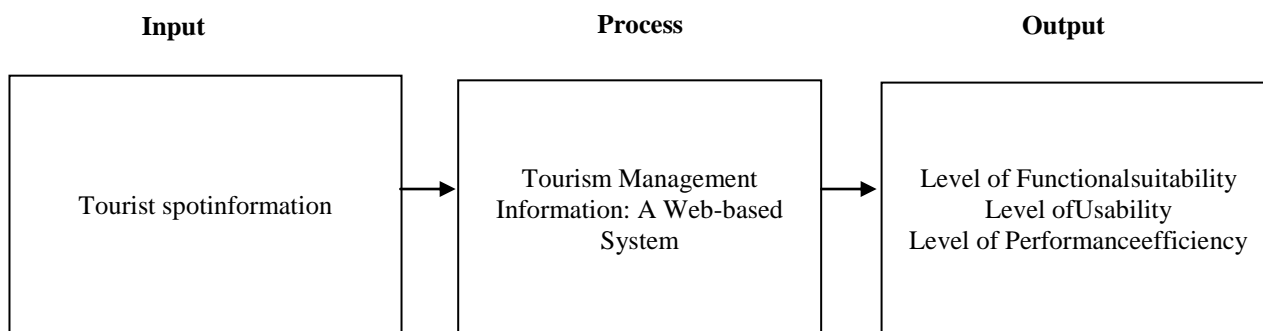 Input
Process
Output
Tourist spotinformation
Tourism Management
Information: A Web-based
System
Level of Functionalsuitability
Level ofUsability
Level of Performanceefficiency